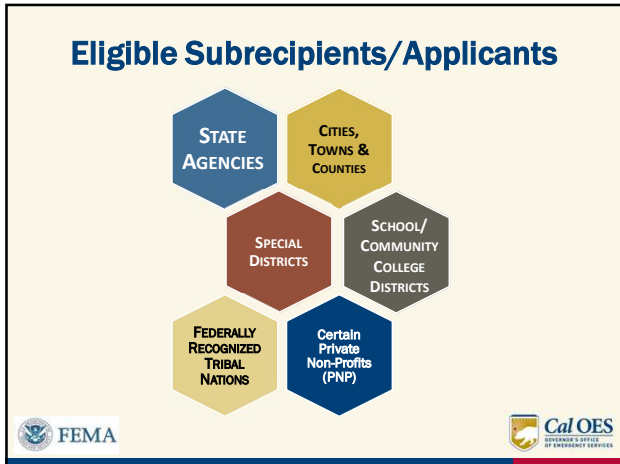 Eligible Subrecipients/Applicants
STATE
AGENCIES
CITIES,
TOWNS &
COUNTIES
SPECIAL
DISTRICTS
SCHOOL/
COMMUNITY
COLLEGE
DISTRICTS
FEDERALLY
RECOGNIZED
TRIBAL
NATIONS
Certain
Private
Non-Profits
(PNP)
FEMA
Cal OES
GOVERNOR'S OFFICE
OF EMERGENCY SERVICES